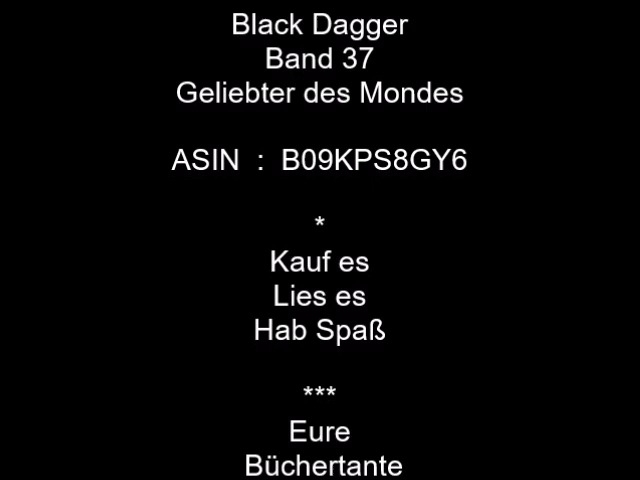 Black Dagger
Band 37
Geliebter des Mondes
ASIN : B09KPS8GY6
*
Kauf es
Lies es
Hab Spaß
***
Eure
Büchertante